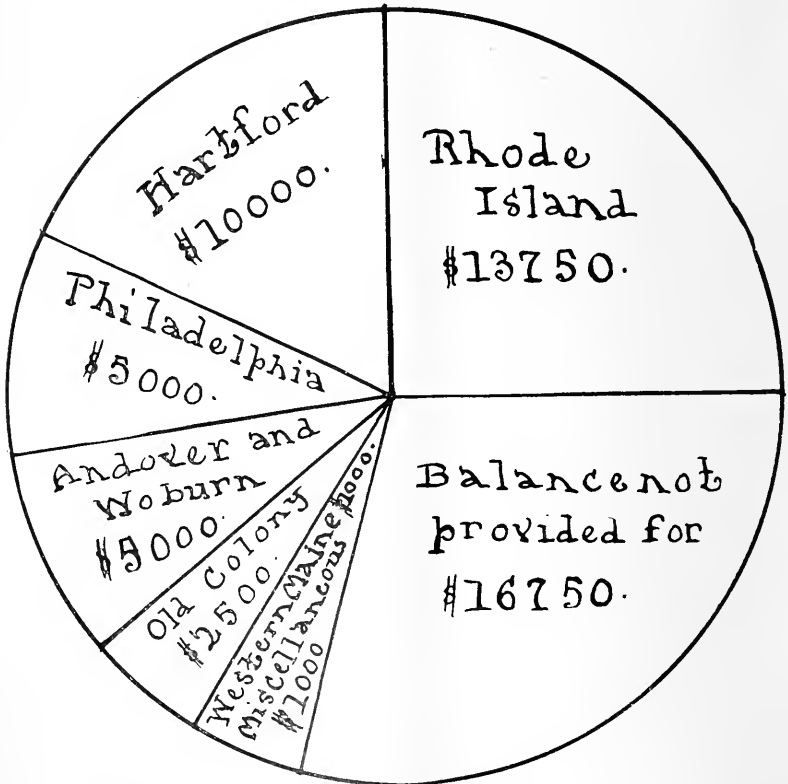 Hartford
$10000.
Rhode
Island
$13750.
Philadelphia
$5000.
Andover and
Woburn
$5000.
Old Colony
$2500.
Western Maine $1000.
Miscellaneous
$1000
Balance not
provided for
$16750.